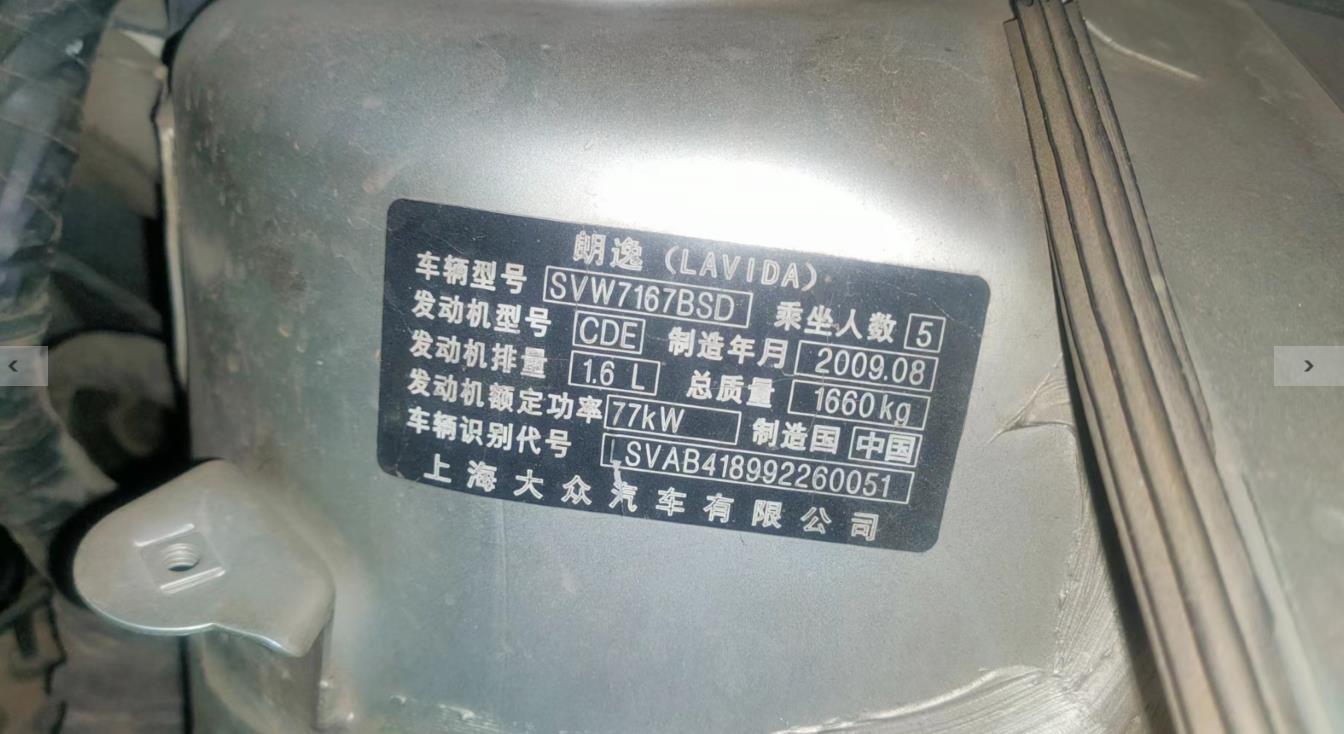 朗逸 (LAVIDA)
车辆型号 SVW7167BSD 乘坐人数 5
发动机型号 CDE 制造年月 2009.08
发动机排量 1.6 L 总质量 1660kg
发动机额定功率 77kW 制造国 中国
车辆识别代号 LSVAB418992260051
上海大众汽车有限公司